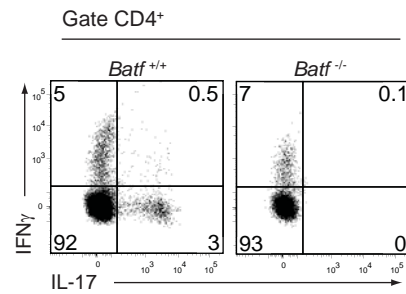 Gate CD4⁺
Batf ⁺/⁺
Batf ⁻/⁻
5 0.5
7 0.1
10⁵
10⁴
10³
0
92 3
93 0
0 10³ 10⁴ 10⁵
0 10³ 10⁴ 10⁵
IFNγ
IL-17